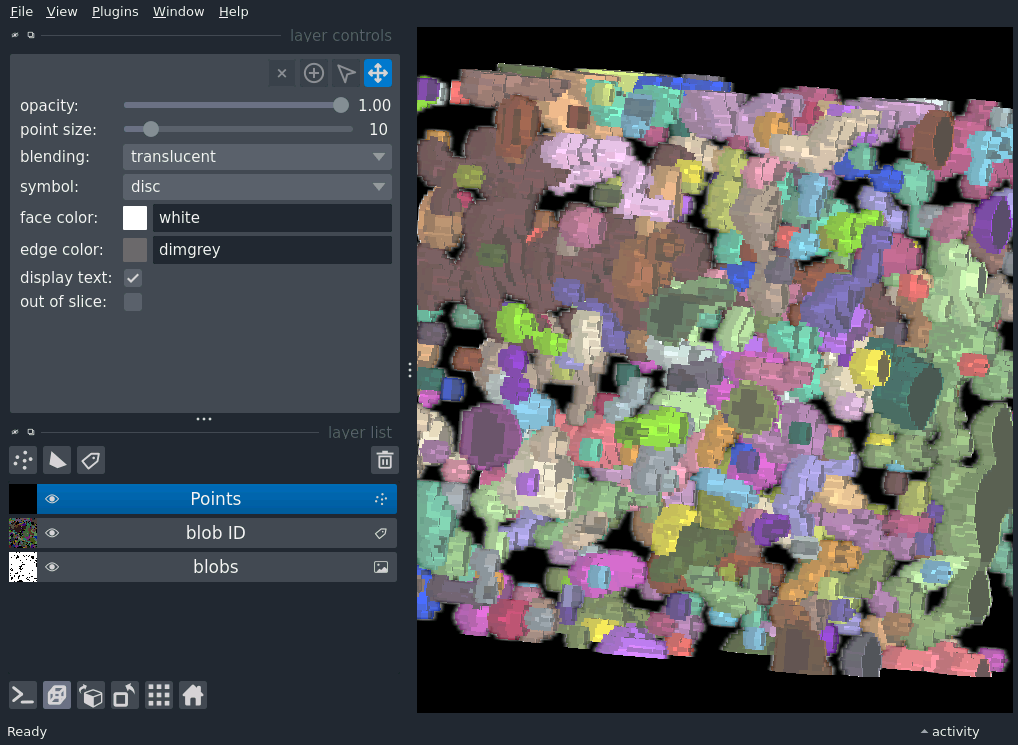 File View Plugins Window Help
layer controls
opacity: 1.00
point size: 10
blending: translucent
symbol: disc
face color: white
edge color: dimgrey
display text:
out of slice:
layer list
Points
blob ID
blobs
Ready activity